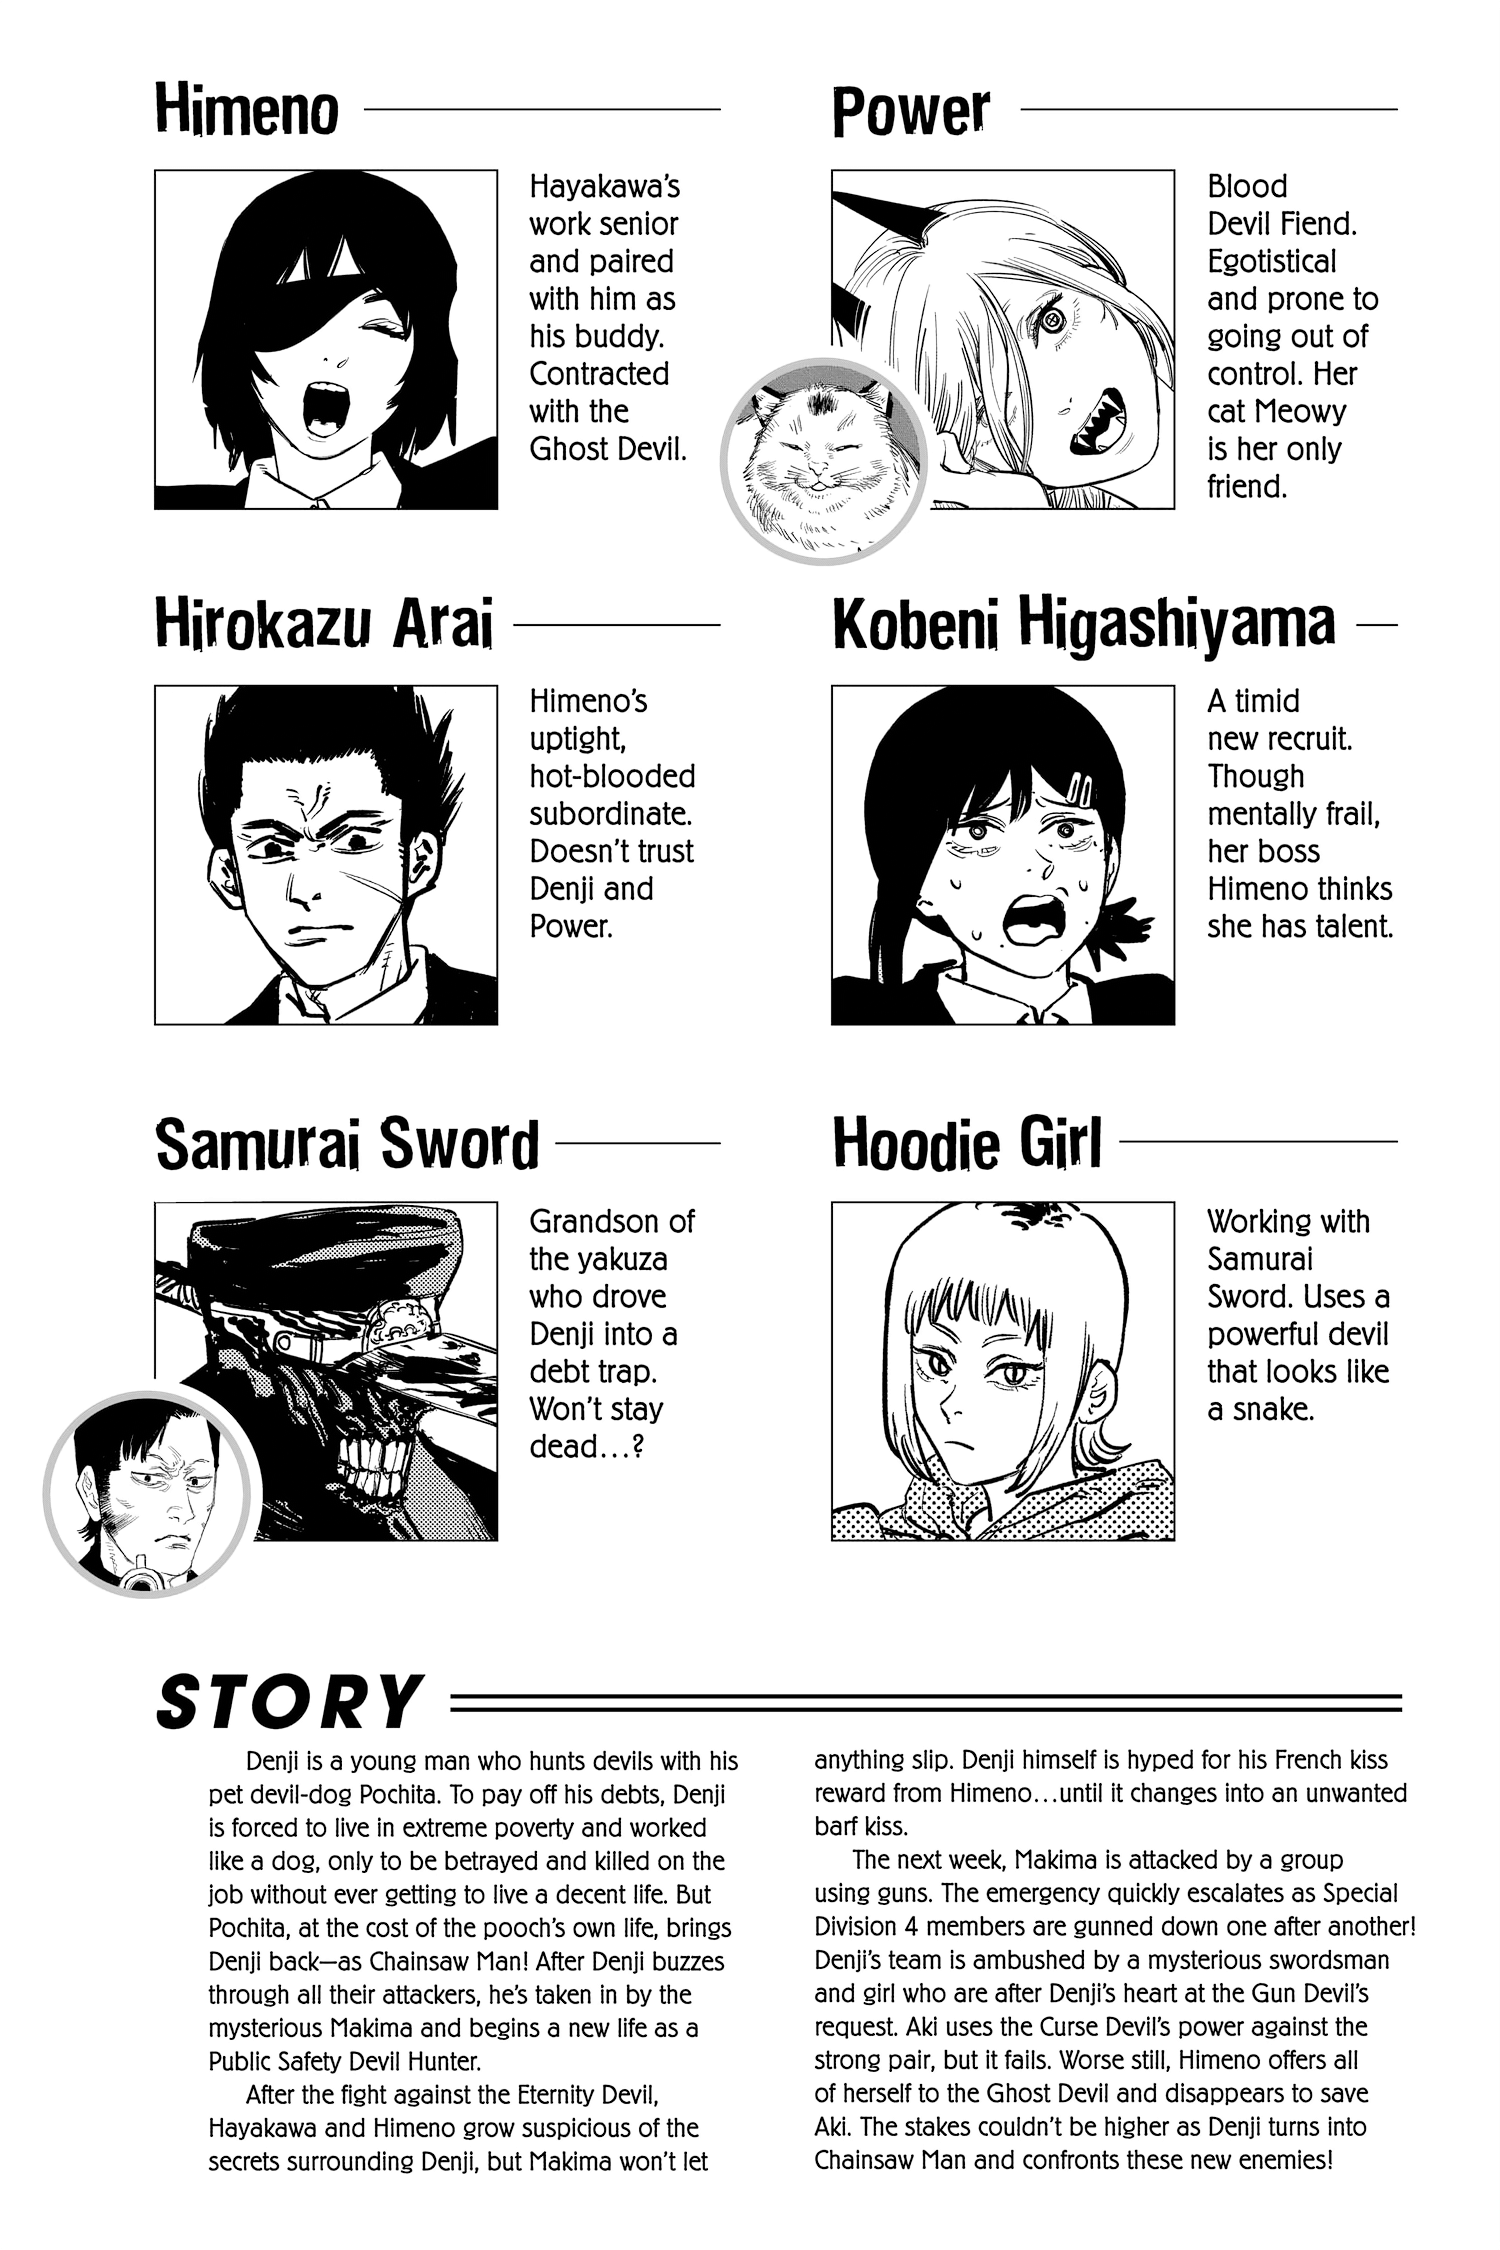 Himeno
Hayakawa's
work senior
and paired
with him as
his buddy.
Contracted
with the
Ghost Devil.
Power
Blood
Devil Fiend.
Egotistical
and prone to
going out of
control. Her
cat Meowy
is her only
friend.
Hirokazu Arai
Himeno's
uptight,
hot-blooded
subordinate.
Doesn't trust
Denji and
Power.
Kobeni Higashiyama
A timid
new recruit.
Though
mentally frail,
her boss
Himeno thinks
she has talent.
Samurai Sword
Grandson of
the yakuza
who drove
Denji into a
debt trap.
Won't stay
dead...?
Hoodie Girl
Working with
Samurai
Sword. Uses a
powerful devil
that looks like
a snake.
STORY
Denji is a young man who hunts devils with his
pet devil-dog Pochita. To pay off his debts, Denji
is forced to live in extreme poverty and worked
like a dog, only to be betrayed and killed on the
job without ever getting to live a decent life. But
Pochita, at the cost of the pooch's own life, brings
Denji back—as Chainsaw Man! After Denji buzzes
through all their attackers, he's taken in by the
mysterious Makima and begins a new life as a
Public Safety Devil Hunter.
After the fight against the Eternity Devil,
Hayakawa and Himeno grow suspicious of the
secrets surrounding Denji, but Makima won't let
anything slip. Denji himself is hyped for his French kiss
reward from Himeno...until it changes into an unwanted
barf kiss.
The next week, Makima is attacked by a group
using guns. The emergency quickly escalates as Special
Division 4 members are gunned down one after another!
Denji's team is ambushed by a mysterious swordsman
and girl who are after Denji's heart at the Gun Devil's
request. Aki uses the Curse Devil's power against the
strong pair, but it fails. Worse still, Himeno offers all
of herself to the Ghost Devil and disappears to save
Aki. The stakes couldn't be higher as Denji turns into
Chainsaw Man and confronts these new enemies!